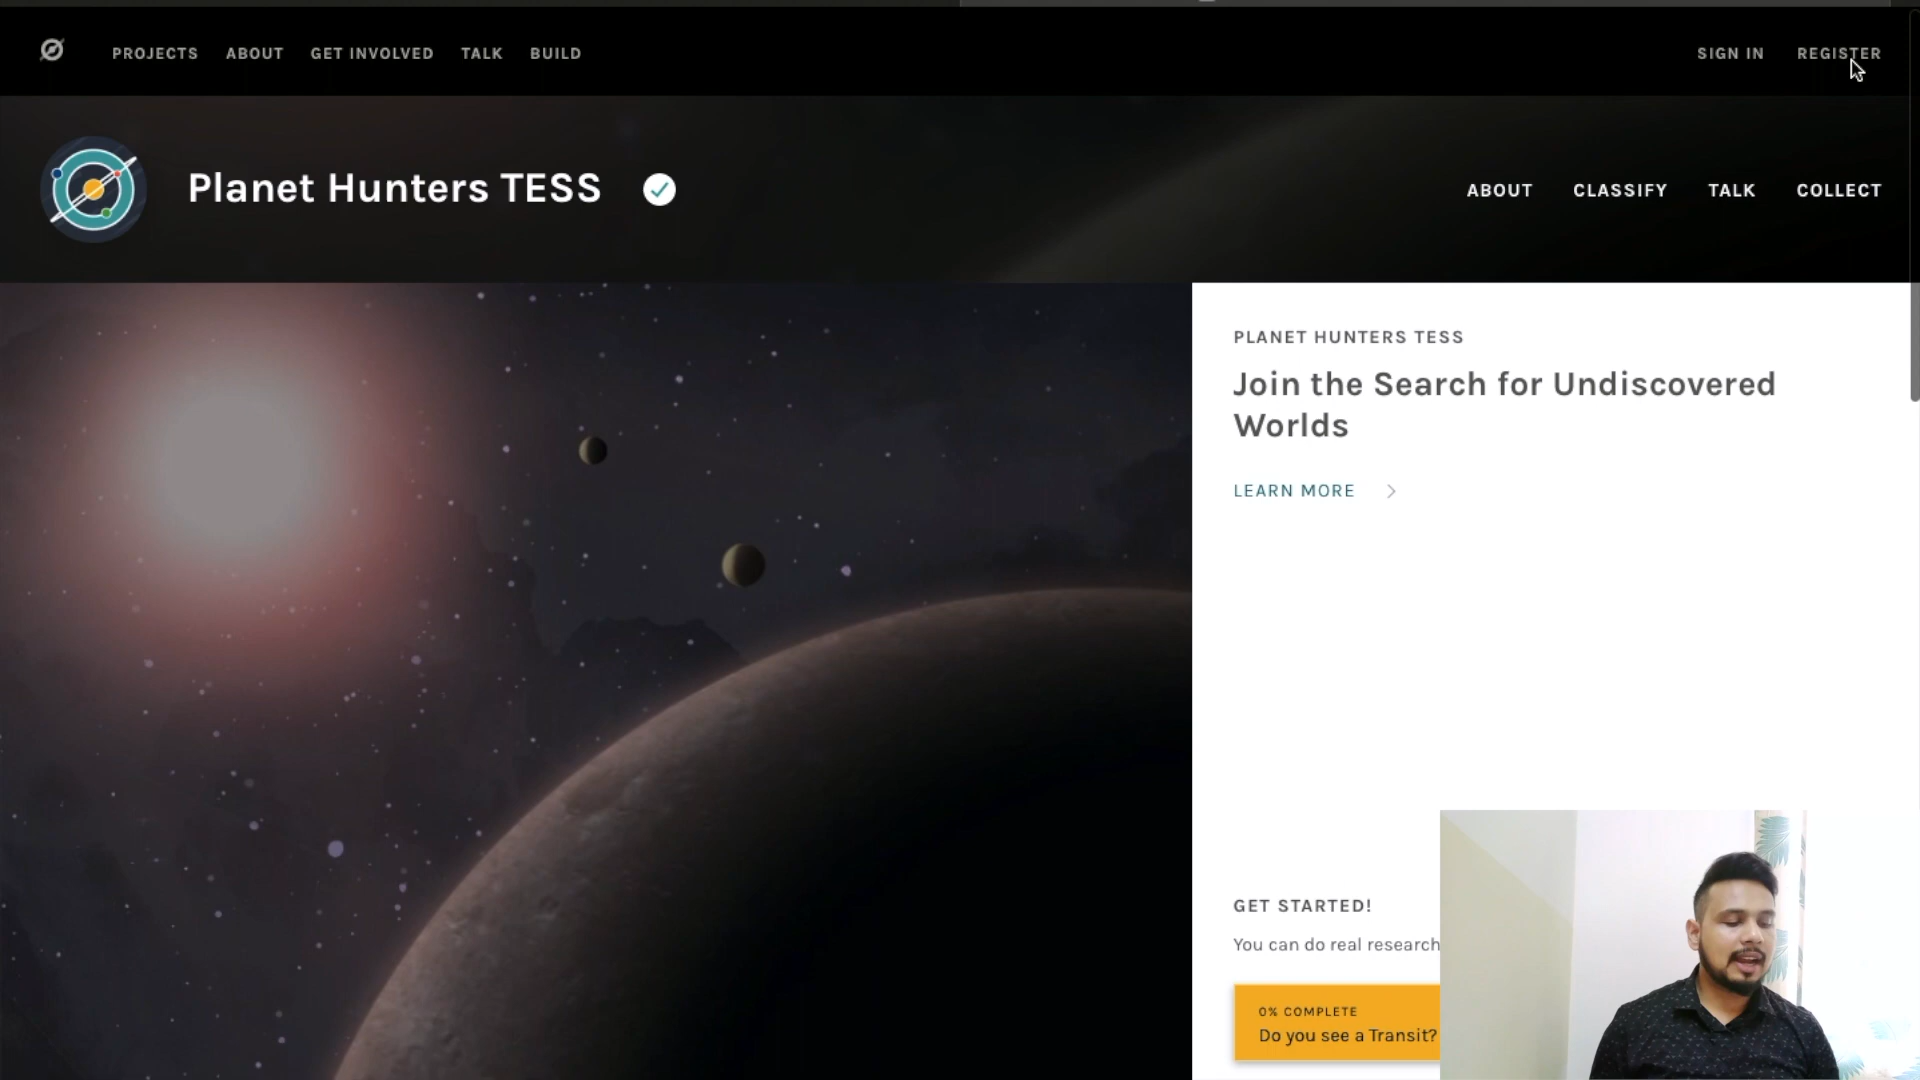 PROJECTS ABOUT GET INVOLVED TALK BUILD SIGN IN REGISTER
Planet Hunters TESS ABOUT CLASSIFY TALK COLLECT
PLANET HUNTERS TESS
Join the Search for Undiscovered
Worlds
LEARN MORE
GET STARTED!
You can do real research
0% COMPLETE
Do you see a Transit?